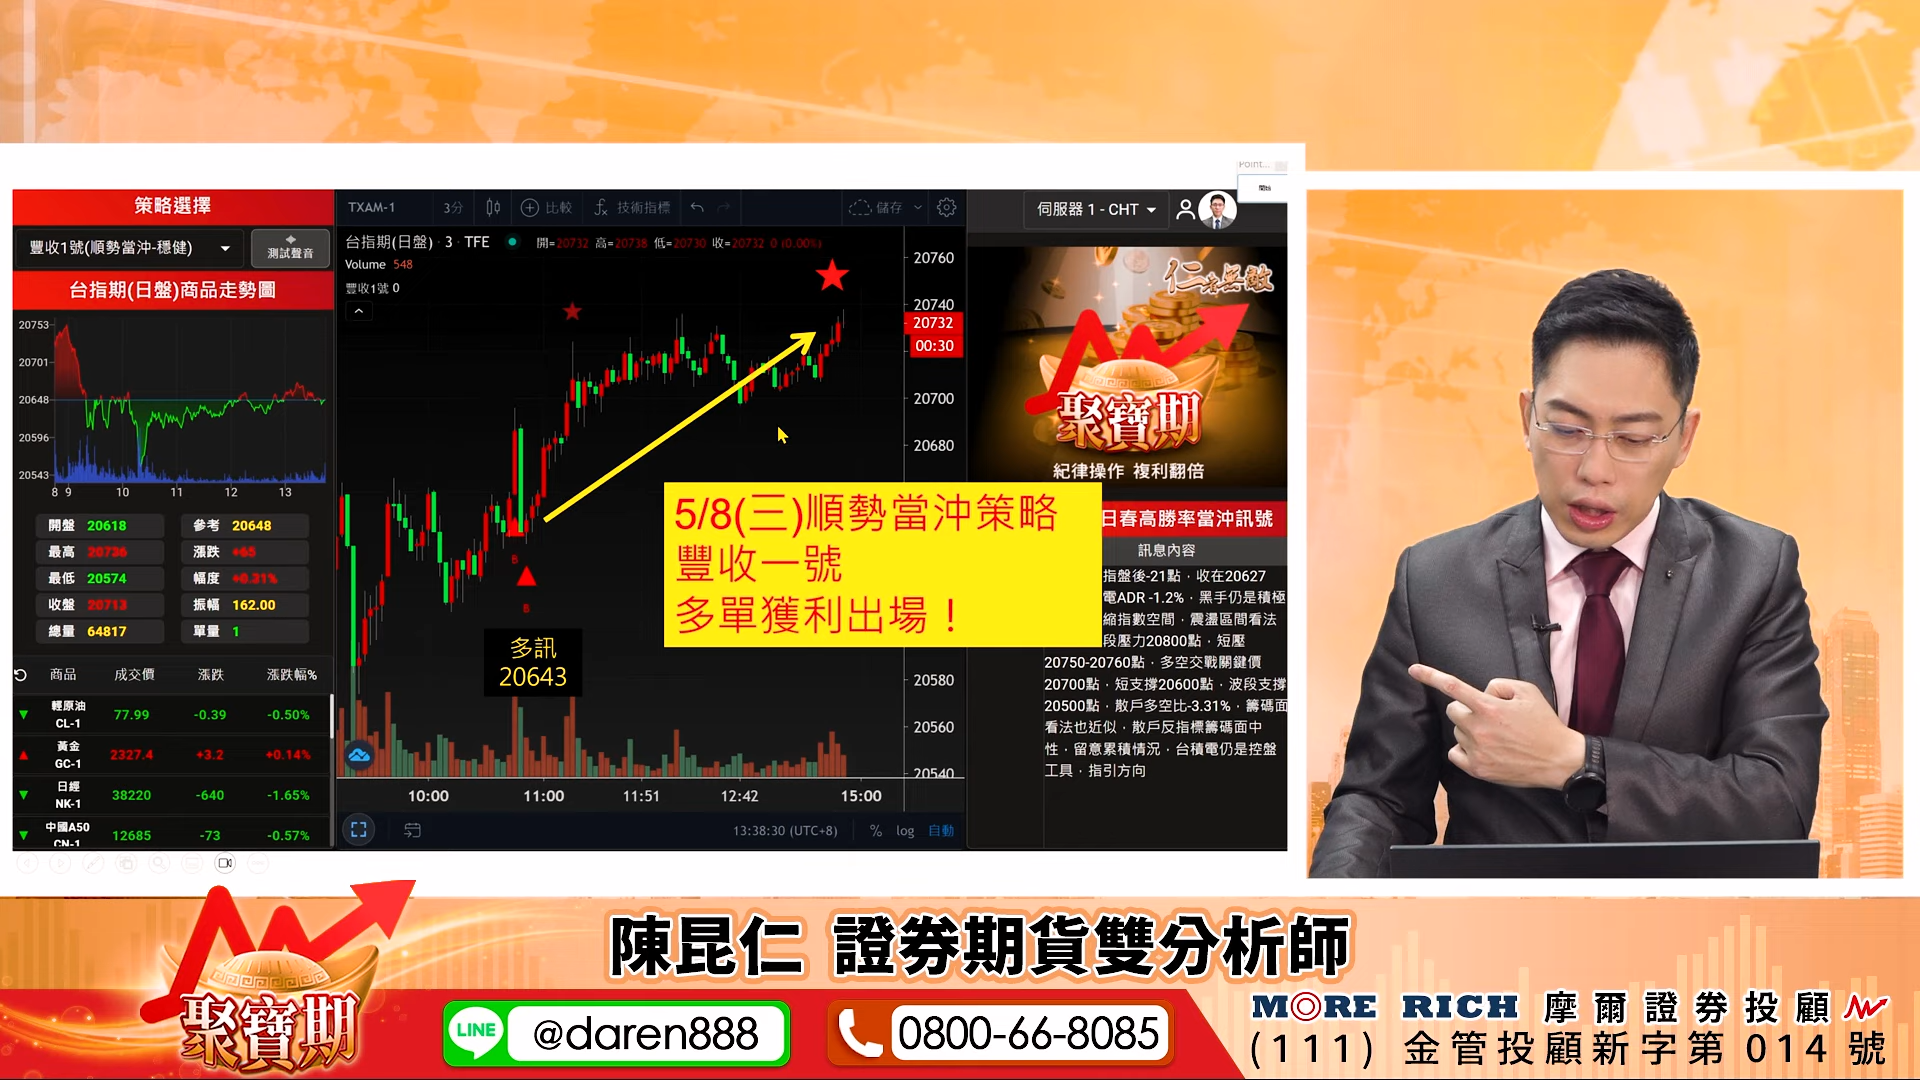 Point...
開始
策略選擇
豐收1號(順勢當沖-穩健)
測試聲音
台指期(日盤)商品走勢圖
20753
20701
20648
20596
20543
8 9 10 11 12 13
開盤 20618 參考 20648
最高 20736 漲跌 +65
最低 20574 幅度 +0.31%
收盤 20713 振幅 162.00
總量 64817 單量 1
商品 成交價 漲跌 漲跌幅%
輕原油
CL-1 77.99 -0.39 -0.50%
黃金
GC-1 2327.4 +3.2 +0.14%
日經
NK-1 38220 -640 -1.65%
中國A50
CN-1 12685 -73 -0.57%
TXAM-1 3分 比較 技術指標 儲存
台指期(日盤) · 3 · TFE 開=20732 高=20738 低=20730 收=20732 0 (0.00%)
Volume 548
豐收1號 0
20760
20740
20732
00:30
20700
20680
20580
20560
20540
B
B
多訊
20643
5/8(三)順勢當沖策略
豐收一號
多單獲利出場！
10:00 11:00 11:51 12:42 15:00
13:38:30 (UTC+8) % log 自動
伺服器 1 - CHT
仁者無敵
聚寶期
紀律操作 複利翻倍
日春高勝率當沖訊號
訊息內容
指盤後-21點，收在20627
電ADR -1.2%，黑手仍是積極
縮指數空間，震盪區間看法
段壓力20800點，短壓
20750-20760點，多空交戰關鍵價
20700點，短支撐20600點，波段支撐
20500點，散戶多空比-3.31%，籌碼面
看法也近似，散戶反指標籌碼面中
性，留意累積情況，台積電仍是控盤
工具，指引方向
聚寶期
陳昆仁 證券期貨雙分析師
LINE @daren888
0800-66-8085
MORE RICH 摩爾證券投顧
(111) 金管投顧新字第 014 號